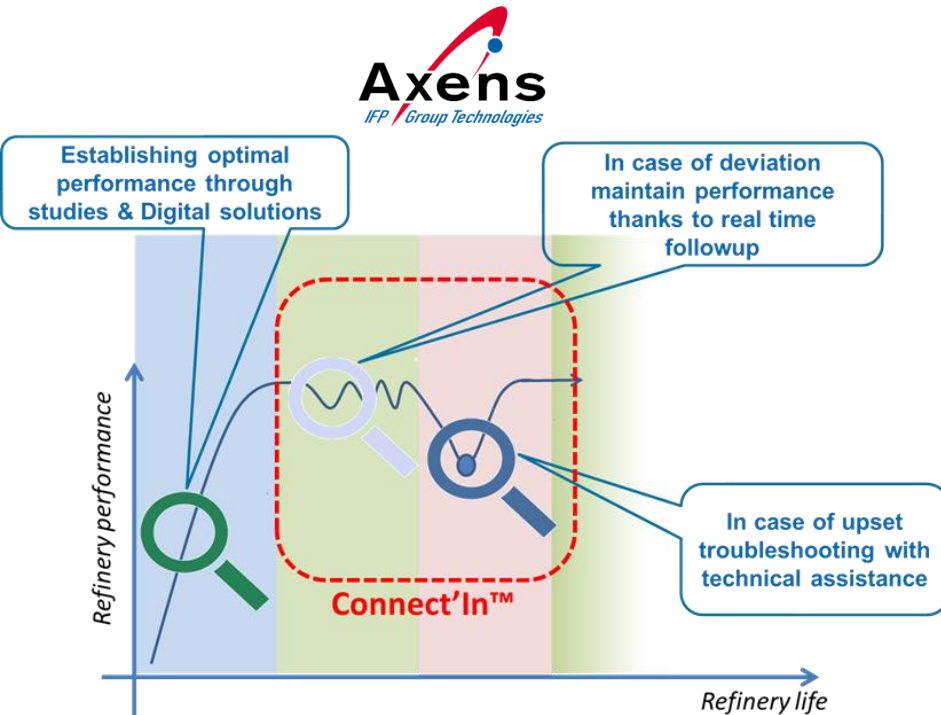 Axens
IFP Group Technologies
Establishing optimal
performance through
studies & Digital solutions
In case of deviation
maintain performance
thanks to real time
followup
Refinery performance
In case of upset
troubleshooting with
technical assistance
Connect'In™
Refinery life